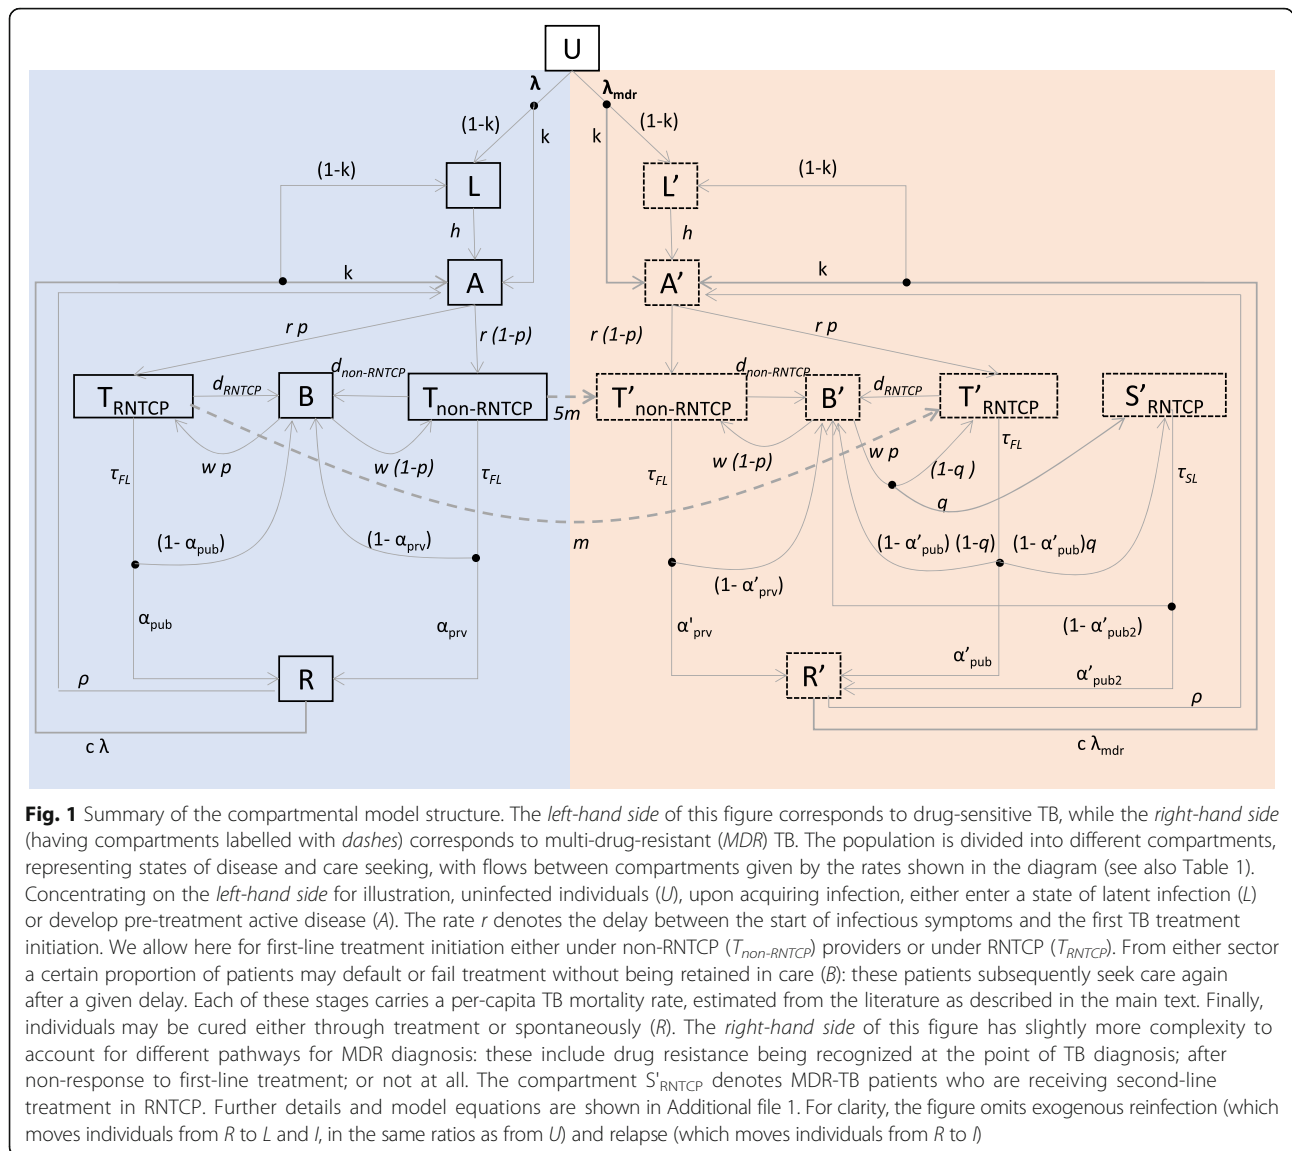 U
λ
λmdr
(1-k)
k
k
(1-k)
(1-k)
L
L’
(1-k)
h
h
k
A
A’
k
r p
r (1-p)
r (1-p)
r p
TRNTCP
dRNTCP
B
dnon-RNTCP
Tnon-RNTCP
5m
T’non-RNTCP
dnon-RNTCP
B’
dRNTCP
T’RNTCP
S’RNTCP
w p
w (1-p)
w (1-p)
w p
(1-q )
q
τFL
τFL
τFL
τFL
τSL
m
(1- αpub)
(1- αprv)
(1- α’prv)
(1- α’pub) (1-q)
(1- α’pub)q
(1- α’pub2)
αpub
αprv
α'prv
α’pub
α’pub2
R
R’
ρ
ρ
c λ
c λmdr
Fig. 1 Summary of the compartmental model structure. The left-hand side of this figure corresponds to drug-sensitive TB, while the right-hand side
(having compartments labelled with dashes) corresponds to multi-drug-resistant (MDR) TB. The population is divided into different compartments,
representing states of disease and care seeking, with flows between compartments given by the rates shown in the diagram (see also Table 1).
Concentrating on the left-hand side for illustration, uninfected individuals (U), upon acquiring infection, either enter a state of latent infection (L)
or develop pre-treatment active disease (A). The rate r denotes the delay between the start of infectious symptoms and the first TB treatment
initiation. We allow here for first-line treatment initiation either under non-RNTCP (Tnon-RNTCP) providers or under RNTCP (TRNTCP). From either sector
a certain proportion of patients may default or fail treatment without being retained in care (B): these patients subsequently seek care again
after a given delay. Each of these stages carries a per-capita TB mortality rate, estimated from the literature as described in the main text. Finally,
individuals may be cured either through treatment or spontaneously (R). The right-hand side of this figure has slightly more complexity to
account for different pathways for MDR diagnosis: these include drug resistance being recognized at the point of TB diagnosis; after
non-response to first-line treatment; or not at all. The compartment S'RNTCP denotes MDR-TB patients who are receiving second-line
treatment in RNTCP. Further details and model equations are shown in Additional file 1. For clarity, the figure omits exogenous reinfection (which
moves individuals from R to L and I, in the same ratios as from U) and relapse (which moves individuals from R to I)